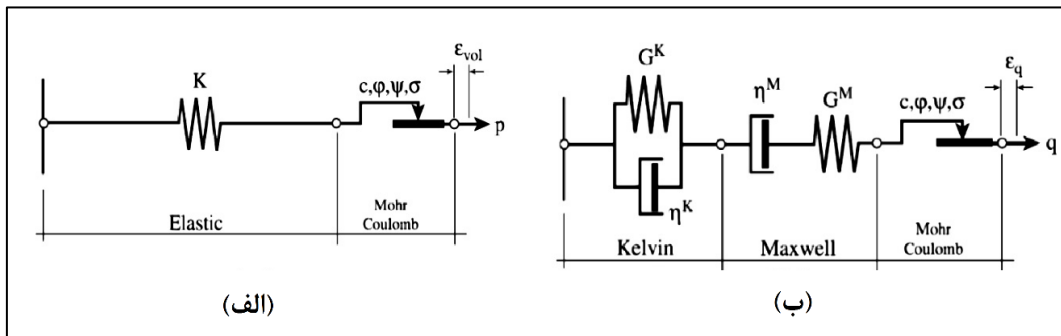 K
c,φ,ψ,σ
ε_vol
p
Elastic
Mohr
Coulomb
(الف)
G^K
η^K
η^M
G^M
c,φ,ψ,σ
ε_q
q
Kelvin
Maxwell
Mohr
Coulomb
(ب)